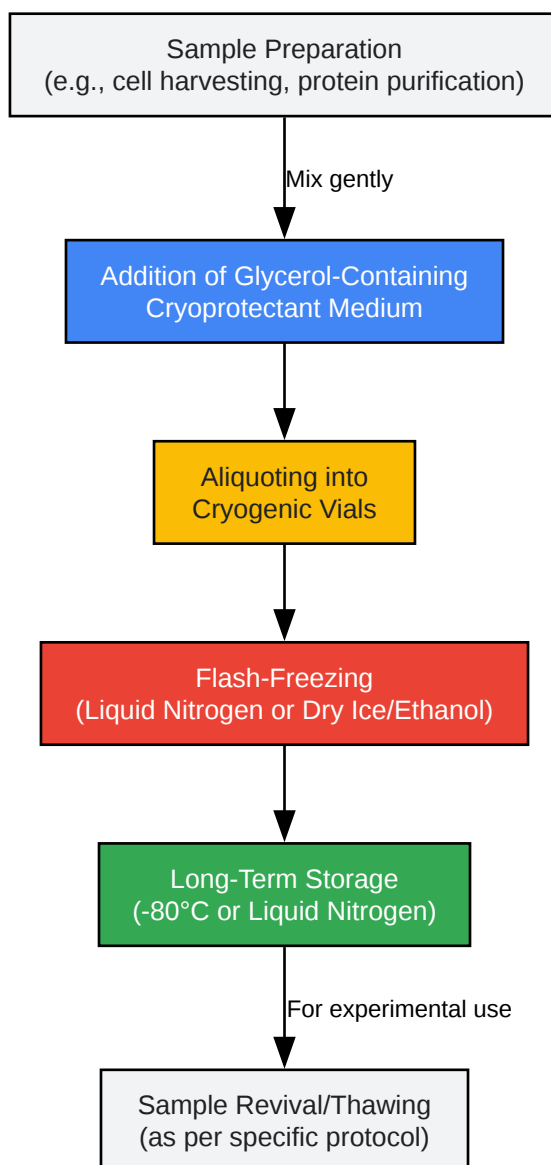 Sample Preparation
(e.g., cell harvesting, protein purification)
Mix gently
Addition of Glycerol-Containing
Cryoprotectant Medium
Aliquoting into
Cryogenic Vials
Flash-Freezing
(Liquid Nitrogen or Dry Ice/Ethanol)
Long-Term Storage
(-80°C or Liquid Nitrogen)
For experimental use
Sample Revival/Thawing
(as per specific protocol)